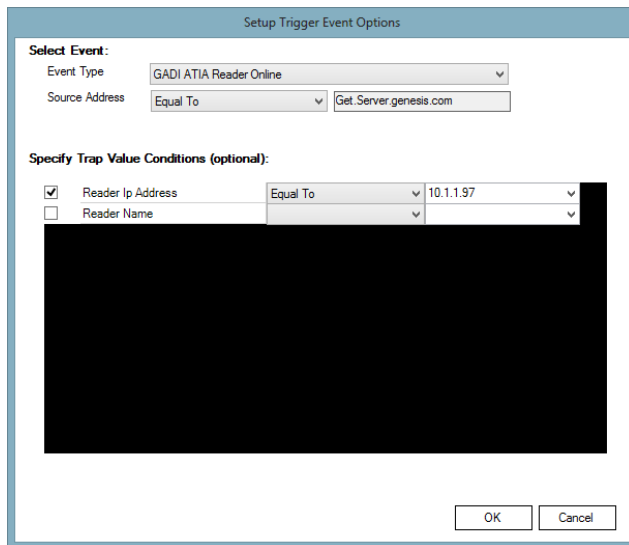 Setup Trigger Event Options
Select Event:
Event Type GADI ATIA Reader Online
Source Address Equal To Get.Server.genesis.com
Specify Trap Value Conditions (optional):
Reader Ip Address Equal To 10.1.1.97
Reader Name
OK Cancel